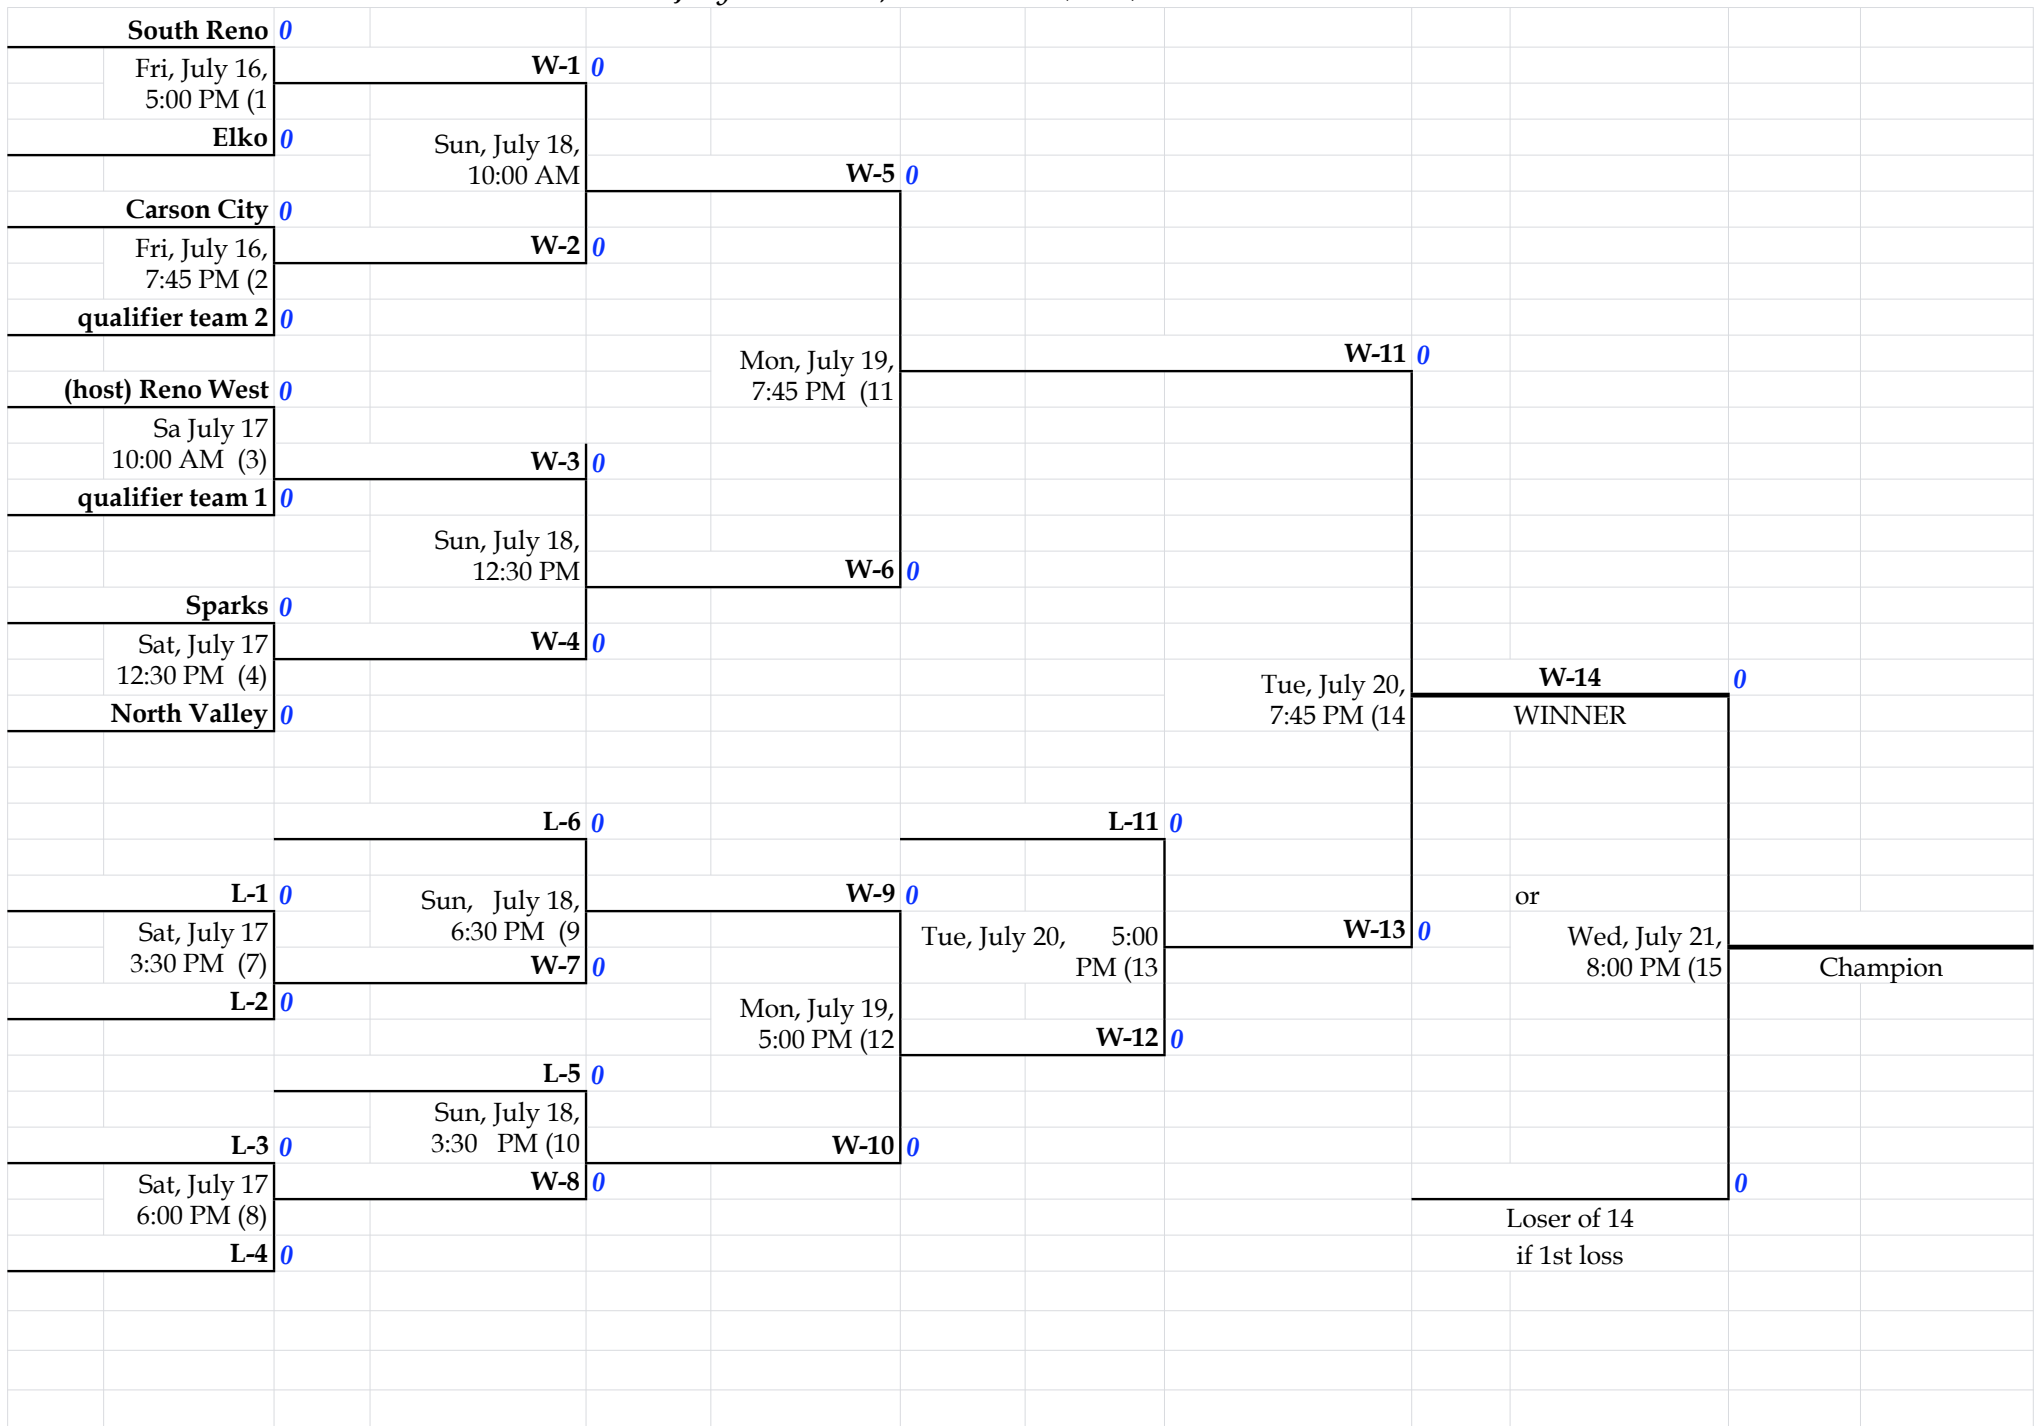 South Reno 0
Fri, July 16,
5:00 PM (1
Elko 0
W-1 0
Sun, July 18,
10:00 AM
W-5 0
Carson City 0
Fri, July 16,
7:45 PM (2
W-2 0
qualifier team 2 0
Mon, July 19,
7:45 PM (11
W-11 0
(host) Reno West 0
Sa July 17
10:00 AM (3)
W-3 0
qualifier team 1 0
Sun, July 18,
12:30 PM
W-6 0
Sparks 0
Sat, July 17
12:30 PM (4)
W-4 0
North Valley 0
Tue, July 20,
7:45 PM (14
W-14 0
WINNER
L-6 0
L-11 0
L-1 0
Sun, July 18,
6:30 PM (9
W-9 0
or
Sat, July 17
3:30 PM (7)
W-7 0
Tue, July 20, 5:00
PM (13
W-13 0
Wed, July 21,
8:00 PM (15
Champion
L-2 0
Mon, July 19,
5:00 PM (12
W-12 0
L-5 0
Sun, July 18,
3:30 PM (10
W-10 0
L-3 0
Sat, July 17
6:00 PM (8)
W-8 0
0
Loser of 14
if 1st loss
L-4 0